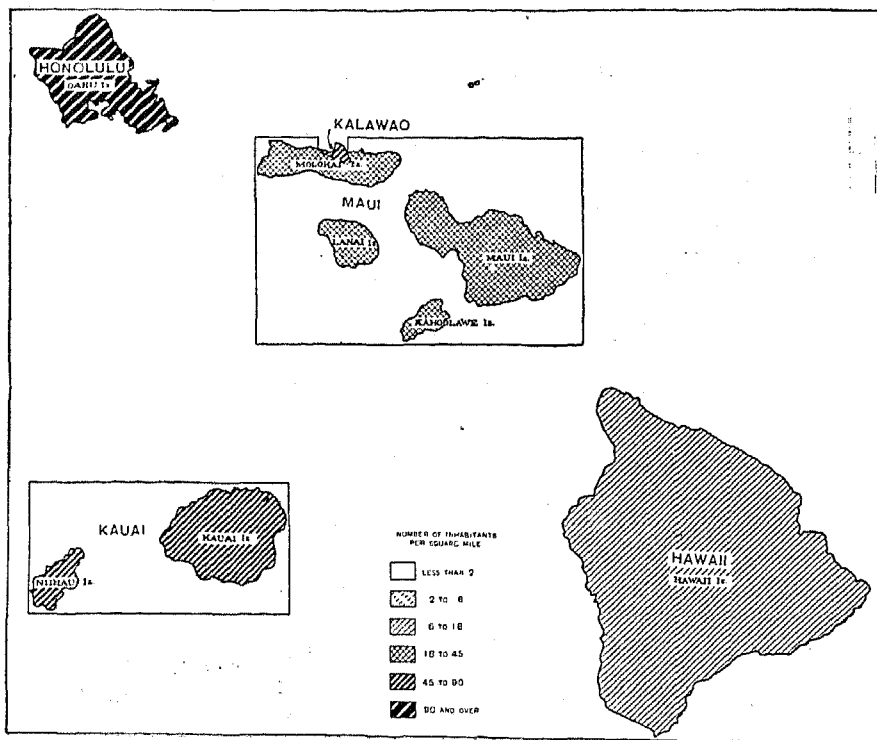 HONOLULU
OAHU Is.
KALAWAO
MOLOKAI Is.
MAUI
LANAI Is.
MAUI Is.
KAHOOLAWE Is.
KAUAI
KAUAI Is.
NIIHAU Is.
NUMBER OF INHABITANTS
PER SQUARE MILE
LESS THAN 2
2 TO 6
6 TO 18
18 TO 45
45 TO 90
90 AND OVER
HAWAII
HAWAII Is.